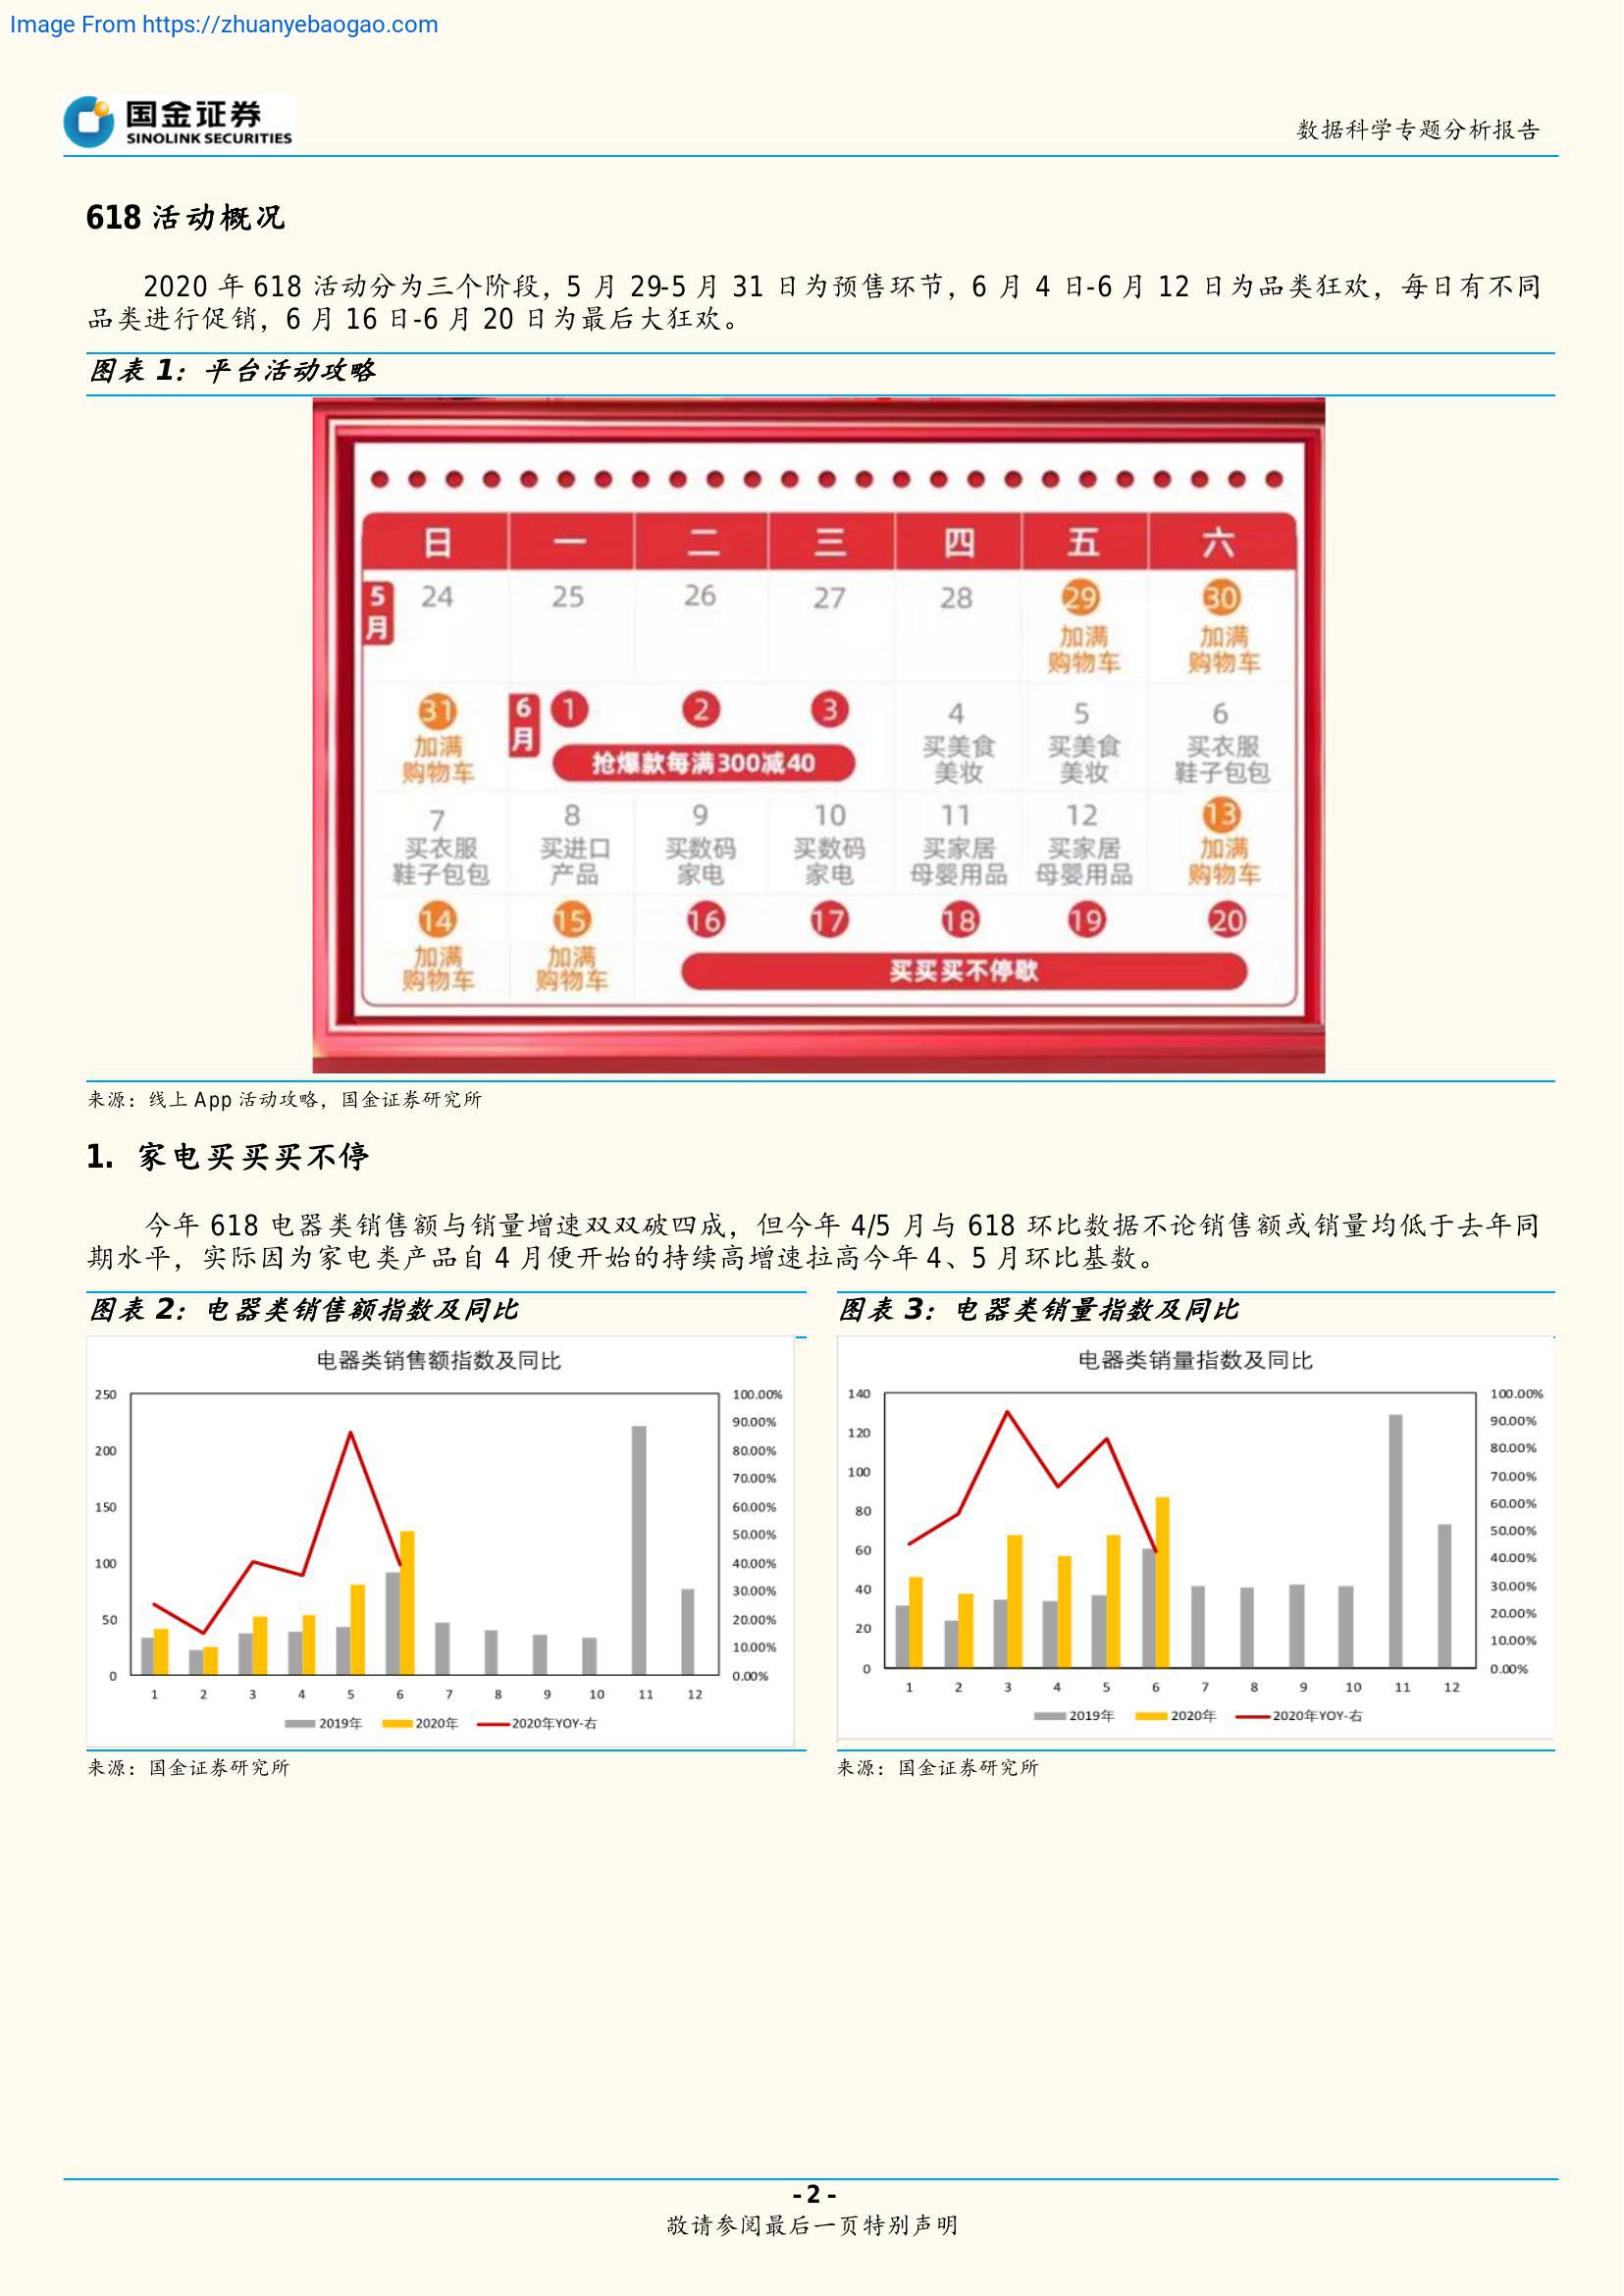 Image From https://zhuanyebaogao.com
国金证券
SINOLINK SECURITIES
数据科学专题分析报告
618 活动概况
2020 年 618 活动分为三个阶段，5 月 29-5 月 31 日为预售环节，6 月 4 日-6 月 12 日为品类狂欢，每日有不同
品类进行促销，6 月 16 日-6 月 20 日为最后大狂欢。
图表 1：平台活动攻略
日 一 二 三 四 五 六
5月 24 25 26 27 28 29 30
加满 加满
购物车 购物车
31 6月 1 2 3 4 5 6
加满 抢爆款每满300减40 买美食 买美食 买衣服
购物车 美妆 美妆 鞋子包包
7 8 9 10 11 12 13
买衣服 买进口 买数码 买数码 买家居 买家居 加满
鞋子包包 产品 家电 家电 母婴用品 母婴用品 购物车
14 15 16 17 18 19 20
加满 加满 买买买不停歇
购物车 购物车
来源：线上 App 活动攻略，国金证券研究所
1. 家电买买买不停
今年 618 电器类销售额与销量增速双双破四成，但今年 4/5 月与 618 环比数据不论销售额或销量均低于去年同
期水平，实际因为家电类产品自 4 月便开始的持续高增速拉高今年 4、5 月环比基数。
图表 2：电器类销售额指数及同比
电器类销售额指数及同比
250 100.00%
90.00%
200 80.00%
70.00%
150 60.00%
50.00%
100 40.00%
30.00%
50 20.00%
10.00%
0 0.00%
1 2 3 4 5 6 7 8 9 10 11 12
2019年 2020年 2020年YOY-右
来源：国金证券研究所
图表 3：电器类销量指数及同比
电器类销量指数及同比
140 100.00%
90.00%
120 80.00%
100 70.00%
60.00%
80 50.00%
60 40.00%
40 30.00%
20 20.00%
10.00%
0 0.00%
1 2 3 4 5 6 7 8 9 10 11 12
2019年 2020年 2020年YOY-右
来源：国金证券研究所
- 2 -
敬请参阅最后一页特别声明